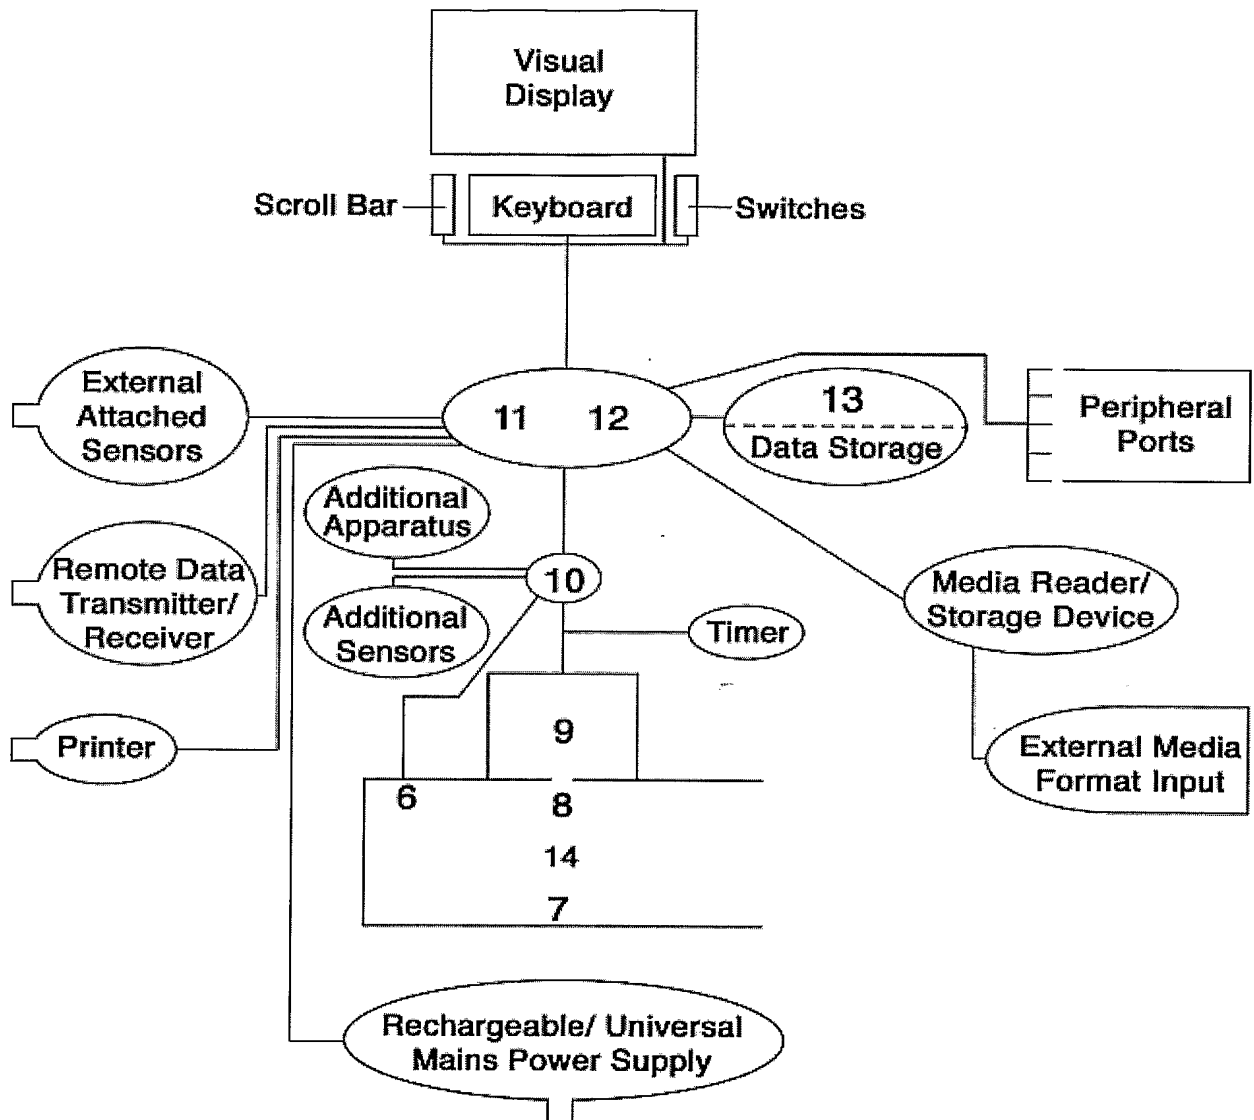 Visual
Display
Scroll Bar
Keyboard
Switches
External
Attached
Sensors
11 12
13
Data Storage
Peripheral
Ports
Additional
Apparatus
Remote Data
Transmitter/
Receiver
10
Media Reader/
Storage Device
Additional
Sensors
Timer
Printer
9
External Media
Format Input
6
8
14
7
Rechargeable/ Universal
Mains Power Supply